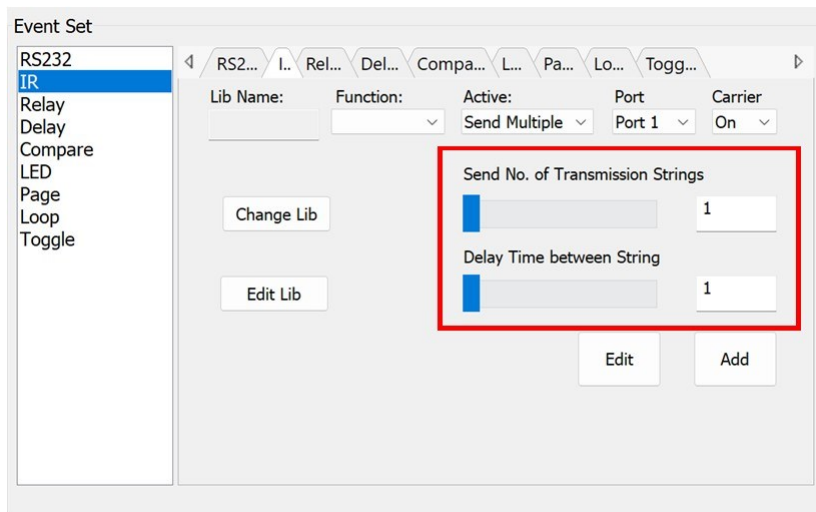 Event Set
RS232
IR
Relay
Delay
Compare
LED
Page
Loop
Toggle
RS2... I.. Rel... Del... Compa... L... Pa... Lo... Togg...
Lib Name: Function: Active: Port Carrier
Send Multiple Port 1 On
Send No. of Transmission Strings
Change Lib 1
Delay Time between String
Edit Lib 1
Edit Add